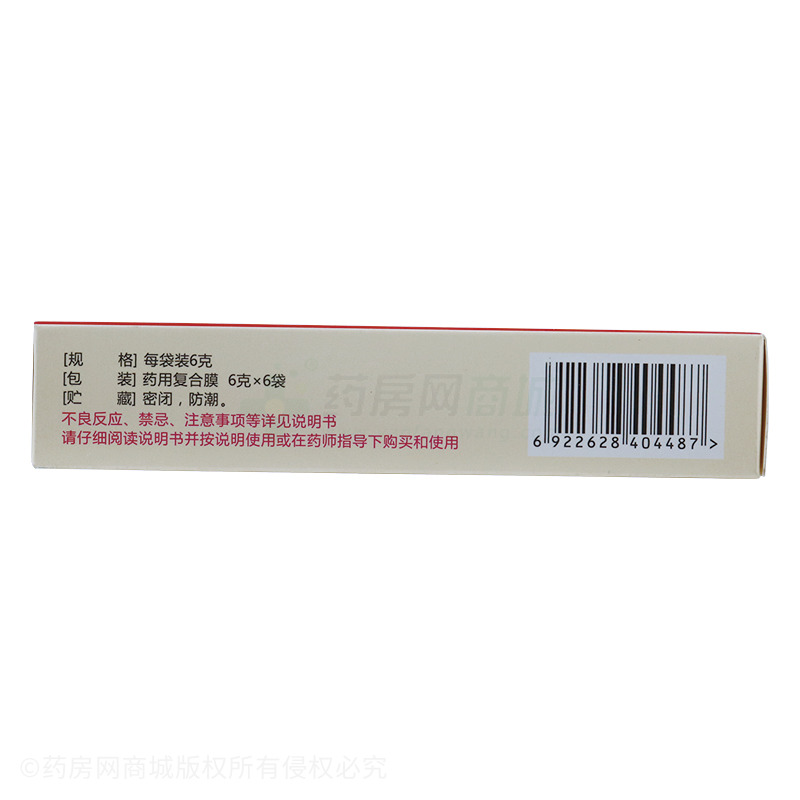 [规 格] 每袋装6克
[包 装] 药用复合膜 6克×6袋
[贮 藏] 密闭，防潮。
不良反应、禁忌、注意事项等详见说明书
请仔细阅读说明书并按说明使用或在药师指导下购买和使用
药房网商城
6 922628 404487 >
©药房网商城版权所有侵权必究